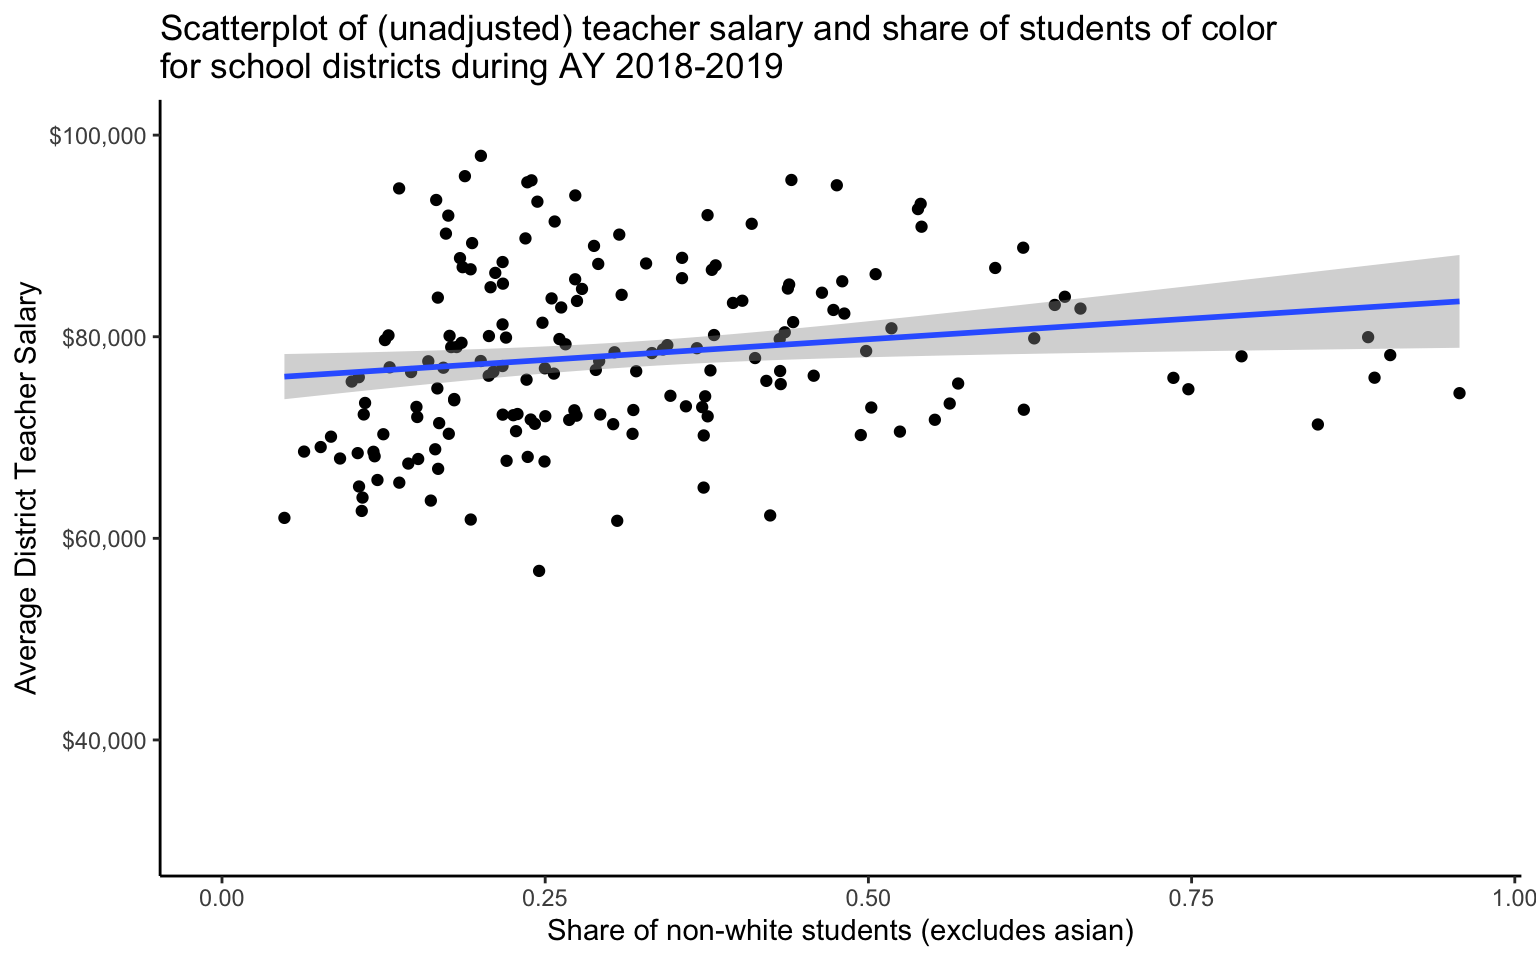 Scatterplot of (unadjusted) teacher salary and share of students of color
for school districts during AY 2018-2019
Average District Teacher Salary
$100,000
$80,000
$60,000
$40,000
0.00
0.25
0.50
0.75
1.00
Share of non-white students (excludes asian)